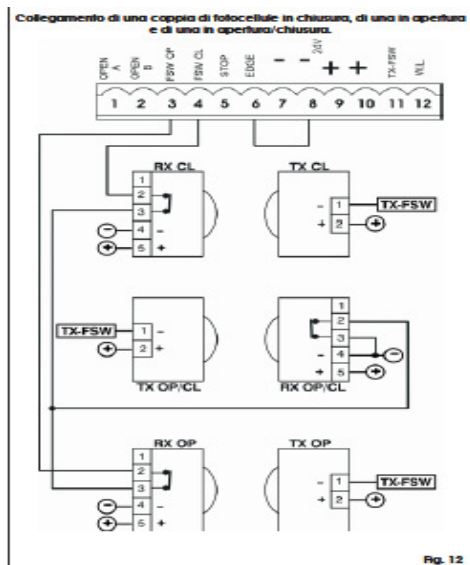 Collegamento di una coppia di fotocellule in chiusura, di una in apertura
e di una in apertura/chiusura.
OPEN A
OPEN B
FSW OP
FSW CL
STOP
EDGE
-
-
24V
+
+
TX-FSW
W.L.
1 2 3 4 5 6 7 8 9 10 11 12
RX CL
TX CL
1
2
3
4 -
5 +
- 1 TX-FSW
+ 2 +
TX-FSW 1 -
+ 2 +
1
2
3
- 4 -
+ 5 +
TX OP/CL
RX OP/CL
RX OP
TX OP
1
2
3
- 4 -
+ 5 +
- 1 TX-FSW
+ 2 +
Fig. 12